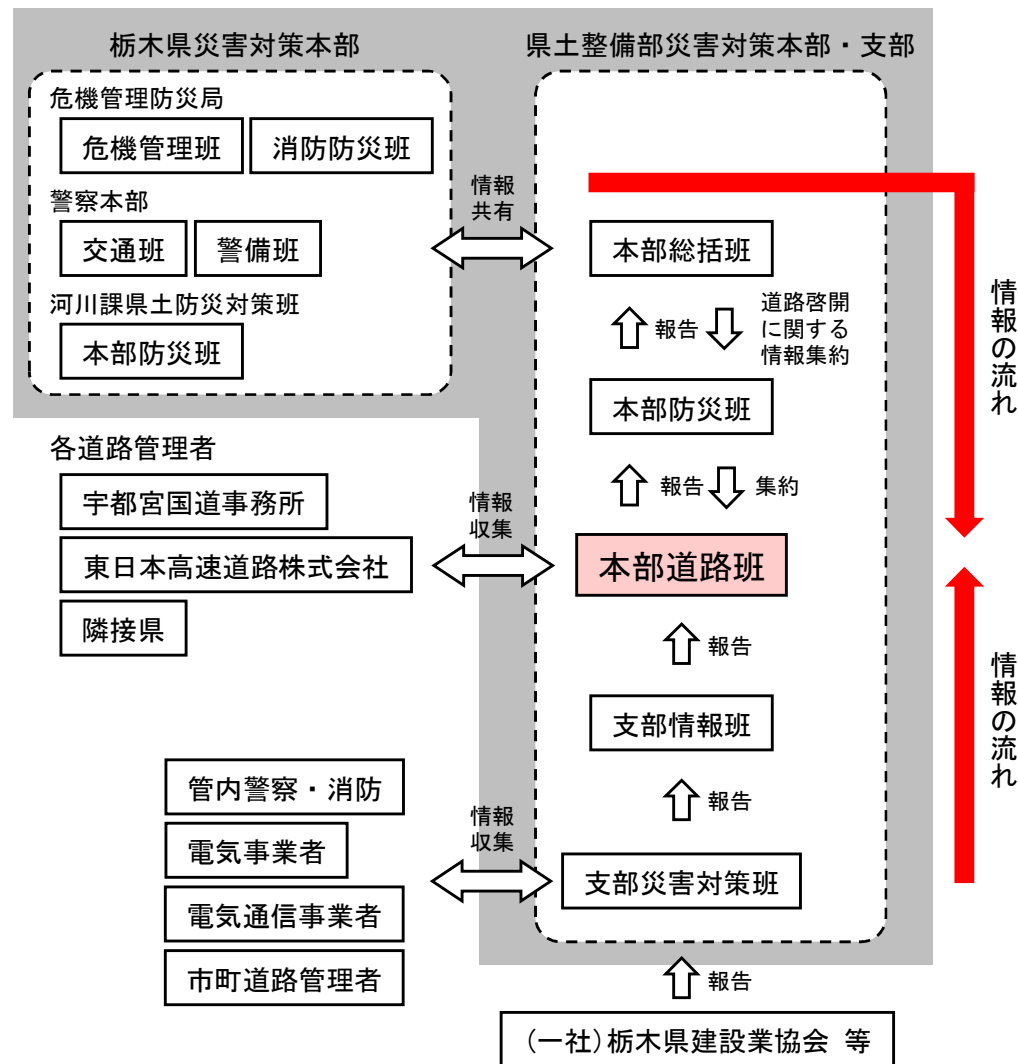 栃木県災害対策本部
県土整備部災害対策本部・支部
危機管理防災局
危機管理班
消防防災班
警察本部
交通班
警備班
河川課県土防災対策班
本部防災班
情報
共有
本部総括班
報告
道路啓開
に関する
情報集約
本部防災班
報告
集約
各道路管理者
宇都宮国道事務所
東日本高速道路株式会社
隣接県
情報
収集
本部道路班
報告
支部情報班
報告
管内警察・消防
電気事業者
電気通信事業者
市町道路管理者
情報
収集
支部災害対策班
報告
(一社)栃木県建設業協会 等
情報の流れ
情報の流れ